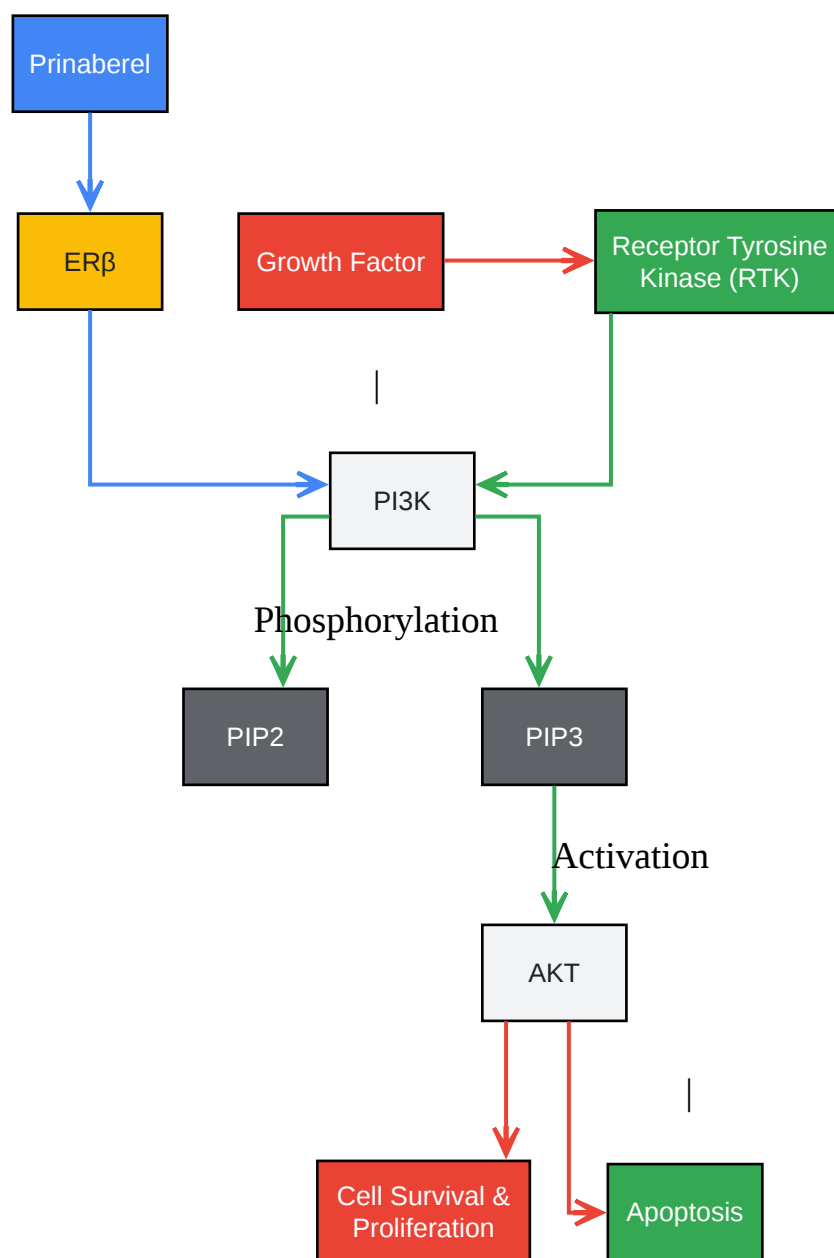 Prinaberel
ERβ
Growth Factor
Receptor Tyrosine
Kinase (RTK)
|
PI3K
Phosphorylation
PIP2
PIP3
Activation
AKT
|
Cell Survival &
Proliferation
Apoptosis